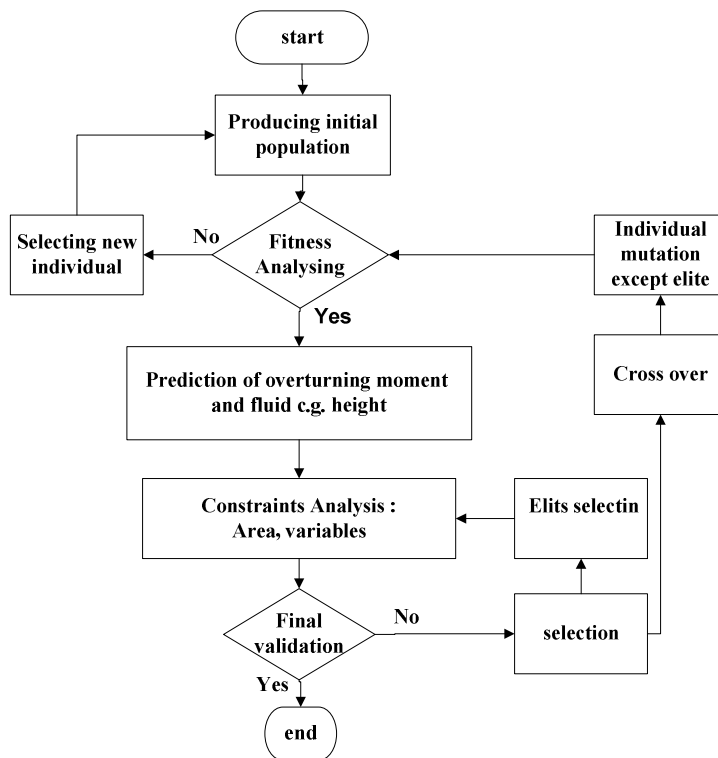 start
Producing initial
population
No
Selecting new
individual
Fitness
Analysing
Individual
mutation
except elite
Yes
Prediction of overturning moment
and fluid c.g. height
Cross over
Constraints Analysis :
Area, variables
Elits selectin
Final
validation
No
selection
Yes
end